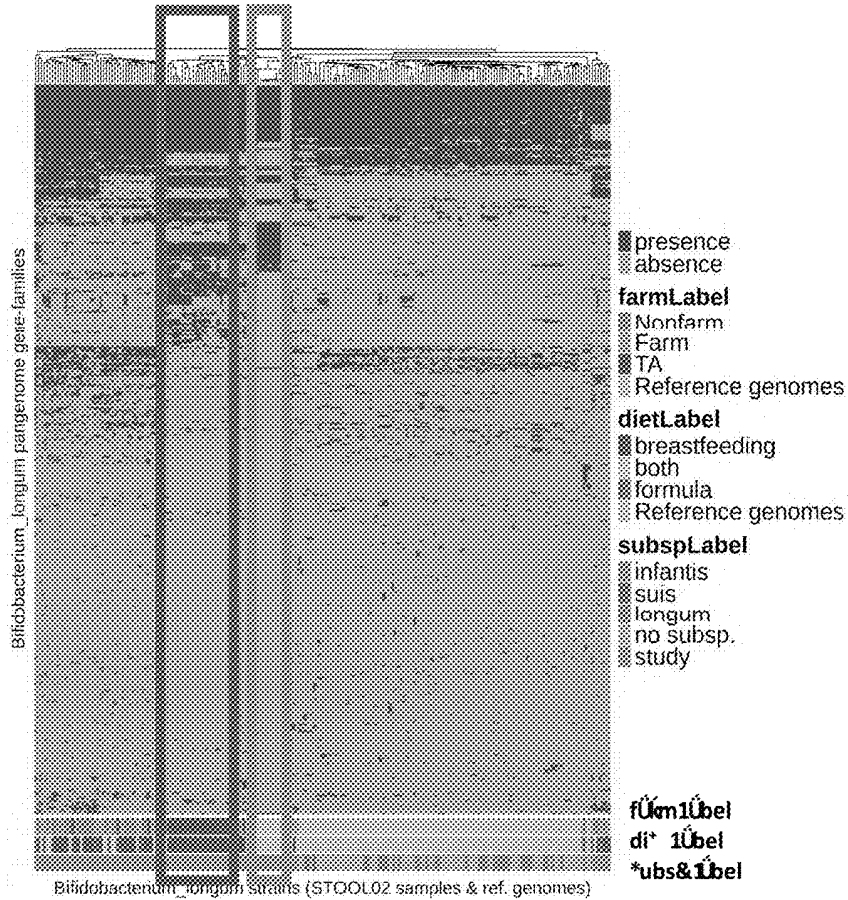 Bifidobacterium_longum pangenome gene-families
presence
absence
farmLabel
Nonfarm
Farm
TA
Reference genomes
dietLabel
breastfeeding
both
formula
Reference genomes
subspLabel
infantis
suis
longum
no subsp.
study
Bifidobacterium_longum strains (STOOL02 samples & ref. genomes)